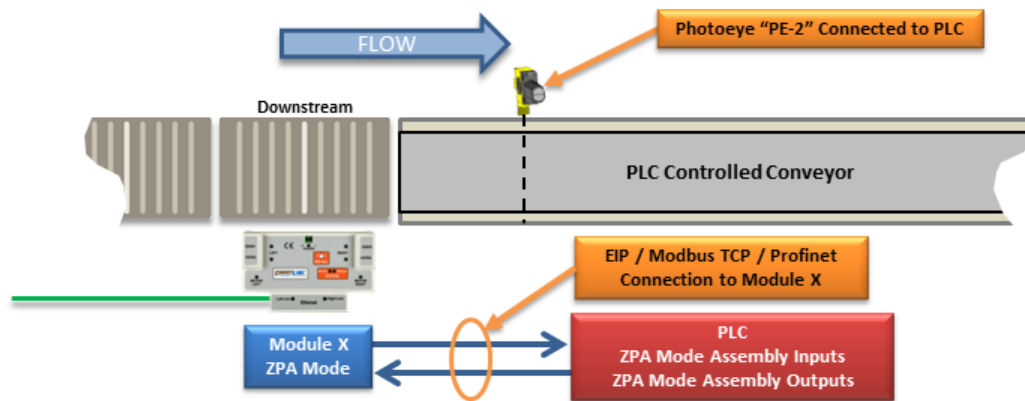 FLOW
Photoeye “PE-2” Connected to PLC
Downstream
PLC Controlled Conveyor
EIP / Modbus TCP / Profinet
Connection to Module X
Module X
ZPA Mode
PLC
ZPA Mode Assembly Inputs
ZPA Mode Assembly Outputs